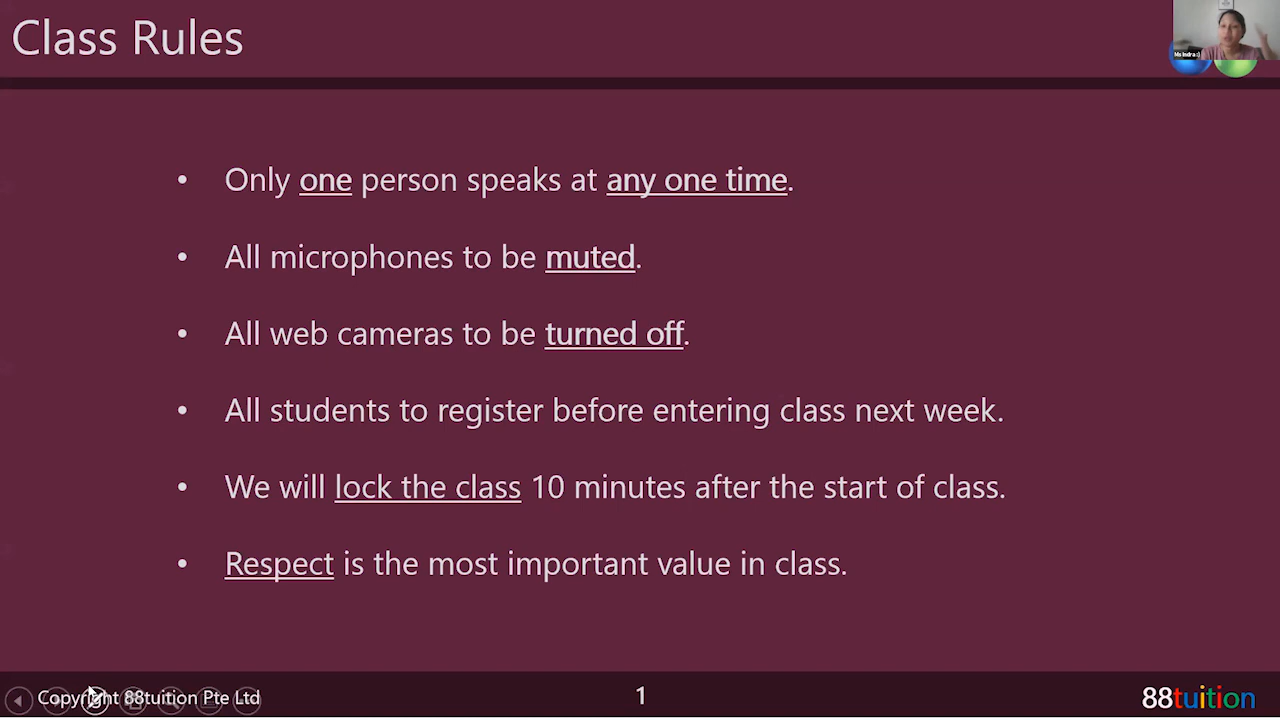 Class Rules
Ms Indra :)
• Only one person speaks at any one time.
• All microphones to be muted.
• All web cameras to be turned off.
• All students to register before entering class next week.
• We will lock the class 10 minutes after the start of class.
• Respect is the most important value in class.
Copyright 88tuition Pte Ltd
1
88tuition